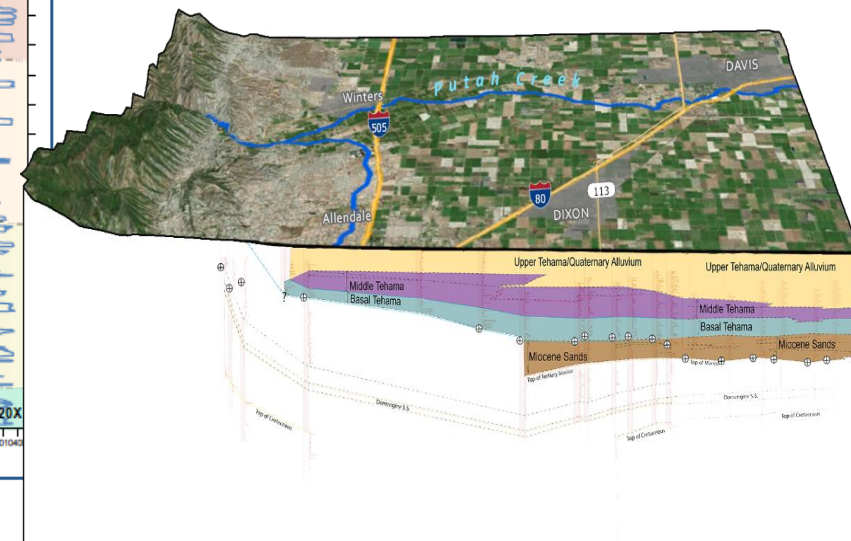 DAVIS
Putah Creek
Winters
505
113
80
DIXON
Allendale
Upper Tehama/Quaternary Alluvium
Upper Tehama/Quaternary Alluvium
Middle Tehama
?
Basal Tehama
Middle Tehama
Basal Tehama
Miocene Sands
Miocene Sands
Top of Tertiary Marine
Domengine S.S.
Domengine S.S.
Top of Cretaceous
Top of Cretaceous
Top of Cretaceous
20X